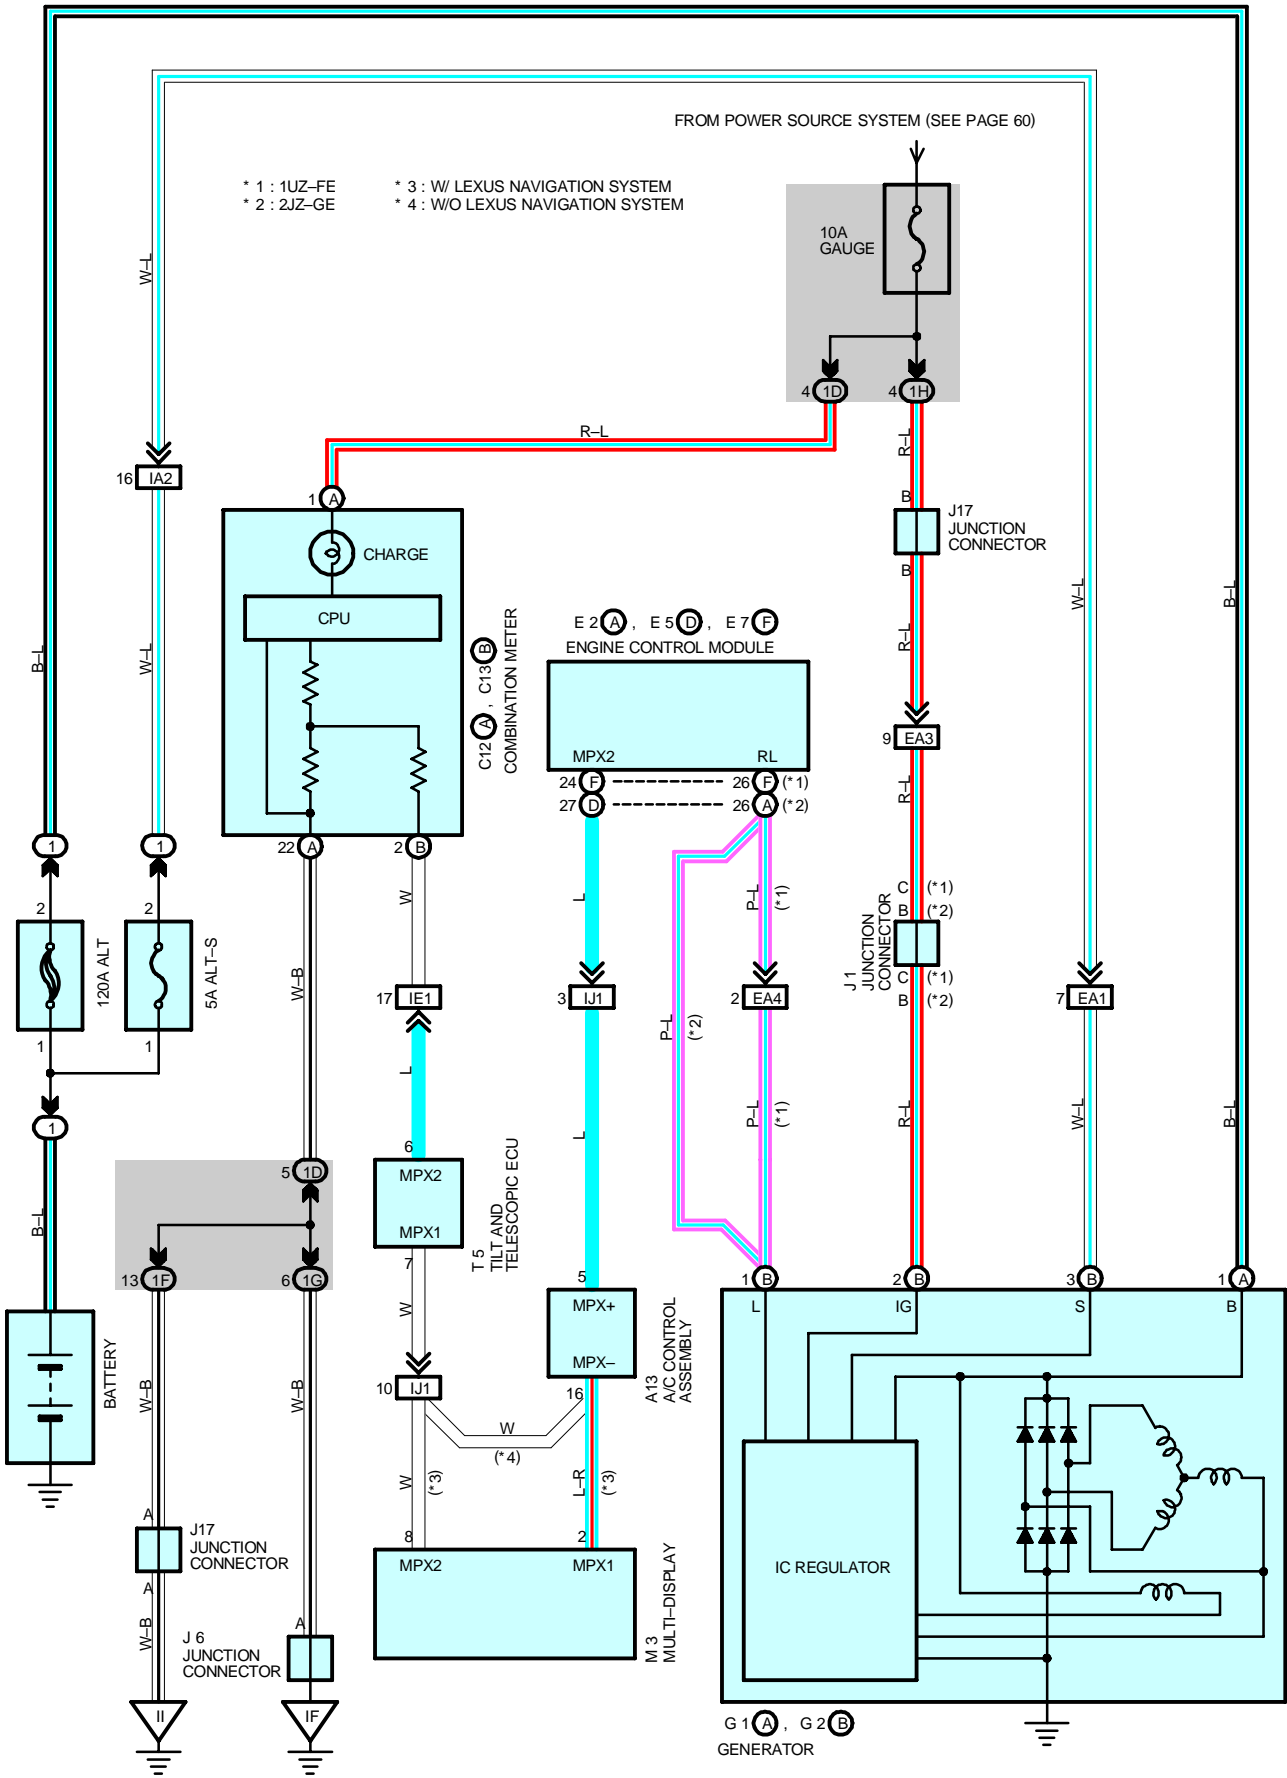 FROM POWER SOURCE SYSTEM (SEE PAGE 60)
* 1 : 1UZ–FE
* 3 : W/ LEXUS NAVIGATION SYSTEM
* 2 : 2JZ–GE
* 4 : W/O LEXUS NAVIGATION SYSTEM
10A
GAUGE
W–L
4 1D
4 1H
R–L
R–L
16 IA2
1 A
B
J17
JUNCTION
CONNECTOR
B
CHARGE
CPU
C12 A , C13 B
COMBINATION METER
E 2 A , E 5 D , E 7 F
ENGINE CONTROL MODULE
W–L
B–L
B–L
W–L
R–L
9 EA3
MPX2
RL
24 F
26 F (* 1)
27 D
26 A (* 2)
R–L
1
1
22 A
2 B
W
L
P–L
(* 1)
C (* 1)
B (* 2)
J 1
JUNCTION
CONNECTOR
C (* 1)
B (* 2)
2
2
120A ALT
5A ALT–S
1
1
W–B
17 IE1
3 IJ1
2 EA4
7 EA1
P–L
(* 2)
L
L
P–L
(* 1)
R–L
W–L
B–L
1
B–L
5 1D
13 1F
6 1G
6
MPX2
MPX1
7
T 5
TILT AND
TELESCOPIC ECU
W
5
MPX+
MPX–
16
A13
A/C CONTROL
ASSEMBLY
1 B
2 B
3 B
1 A
L
IG
S
B
BATTERY
W–B
W–B
10 IJ1
W
(* 4)
W
(* 3)
L–R
(* 3)
A
J17
JUNCTION
CONNECTOR
A
W–B
8
2
MPX2
MPX1
M 3
MULTI–DISPLAY
IC REGULATOR
J 6
JUNCTION
CONNECTOR
A
II
IF
G 1 A , G 2 B
GENERATOR